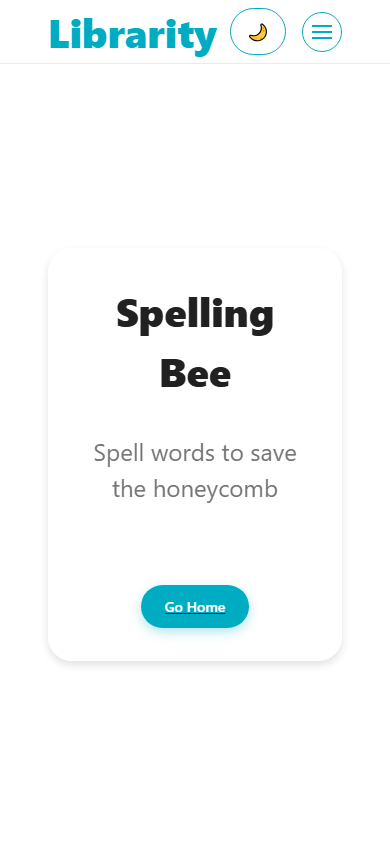 Librarity
Spelling
Bee
Spell words to save
the honeycomb
Go Home